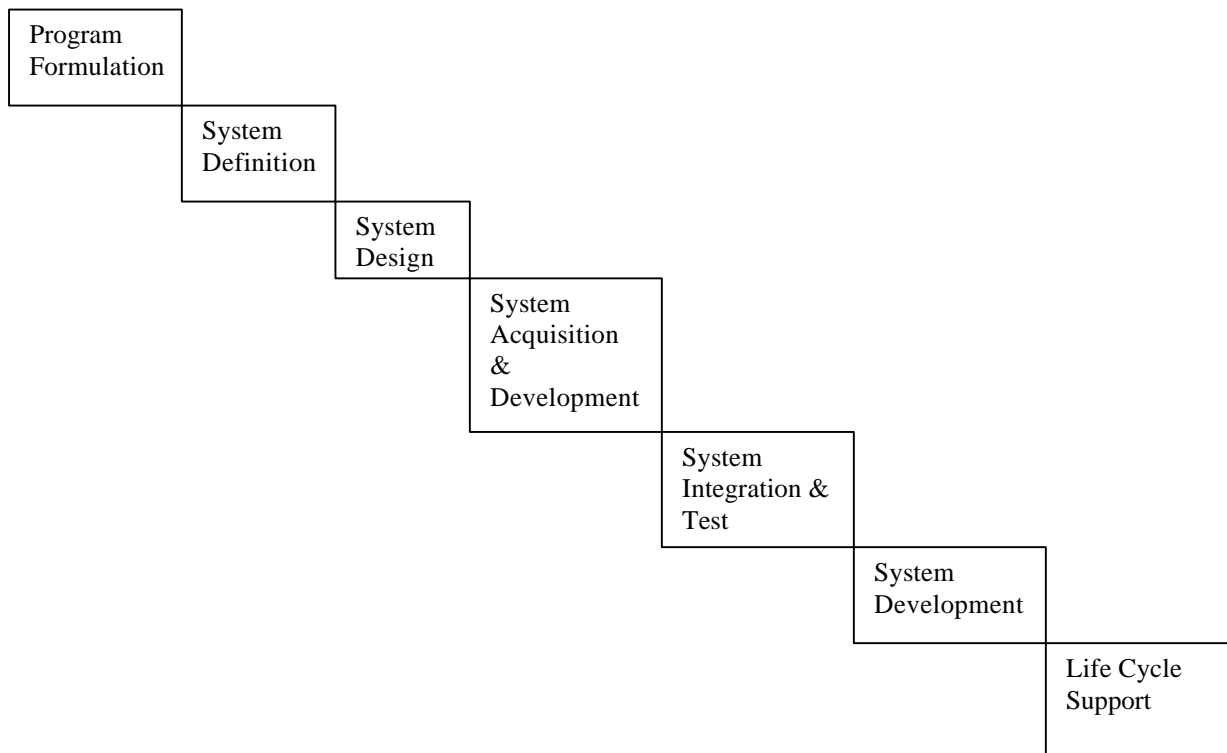 Program
Formulation
System
Definition
System
Design
System
Acquisition
&
Development
System
Integration &
Test
System
Development
Life Cycle
Support